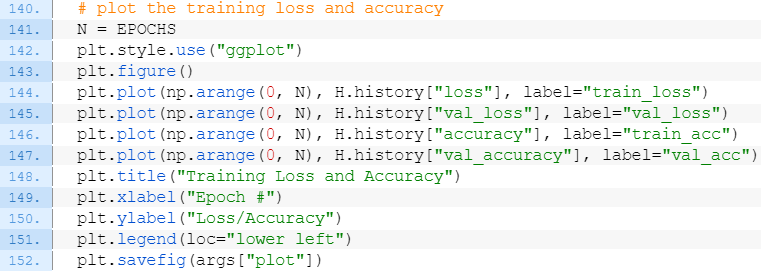 140. # plot the training loss and accuracy
141. N = EPOCHS
142. plt.style.use("ggplot")
143. plt.figure()
144. plt.plot(np.arange(0, N), H.history["loss"], label="train_loss")
145. plt.plot(np.arange(0, N), H.history["val_loss"], label="val_loss")
146. plt.plot(np.arange(0, N), H.history["accuracy"], label="train_acc")
147. plt.plot(np.arange(0, N), H.history["val_accuracy"], label="val_acc")
148. plt.title("Training Loss and Accuracy")
149. plt.xlabel("Epoch #")
150. plt.ylabel("Loss/Accuracy")
151. plt.legend(loc="lower left")
152. plt.savefig(args["plot"])